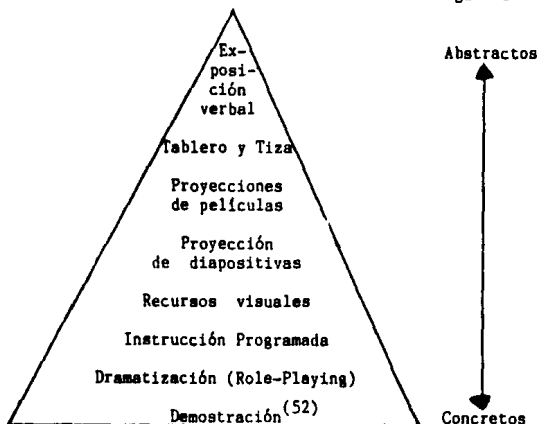 Abstractos
Ex-
posi-
ción
verbal
Tablero y Tiza
Proyecciones
de películas
Proyección
de diapositivas
Recursos visuales
Instrucción Programada
Dramatización (Role-Playing)
Demostración(52)
Concretos